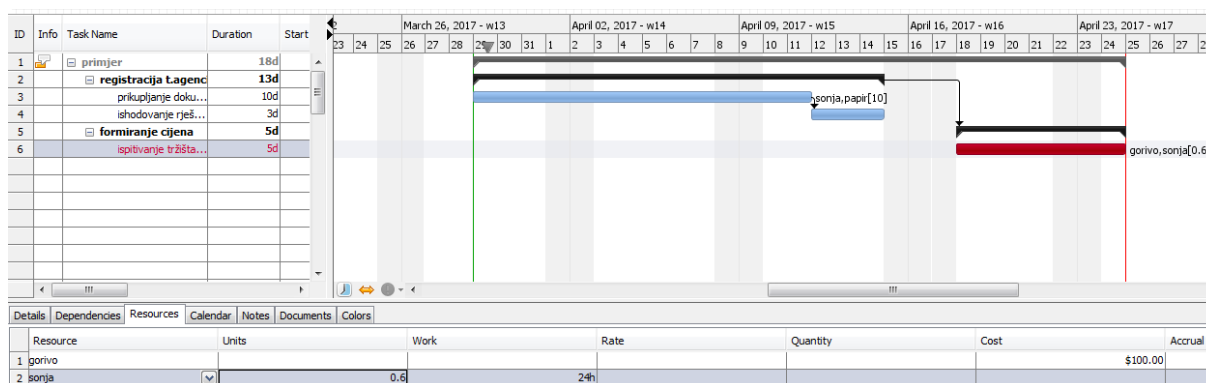 ID Info Task Name Duration Start
March 26, 2017 - w13 April 02, 2017 - w14 April 09, 2017 - w15 April 16, 2017 - w16 April 23, 2017 - w17
23 24 25 26 27 28 29 30 31 1 2 3 4 5 6 7 8 9 10 11 12 13 14 15 16 17 18 19 20 21 22 23 24 25 26 27
1 primjer 18d
2 registracija t.agenc 13d
3 prikupljanje doku... 10d sonja,papir[10]
4 ishodovanje rješ... 3d
5 formiranje cijena 5d
6 ispitivanje tržišta... 5d gorivo,sonja[0.6
Details Dependencies Resources Calendar Notes Documents Colors
Resource Units Work Rate Quantity Cost Accrual
1 gorivo $100.00
2 sonja 0.6 24h